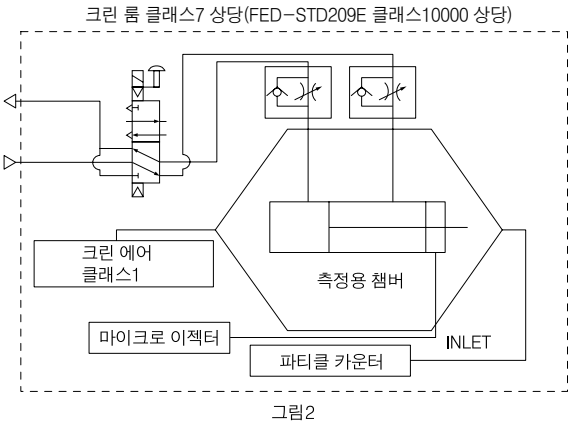 크린 룸 클래스7 상당(FED-STD209E 클래스10000 상당)
크린 에어
클래스1
측정용 챔버
마이크로 이젝터
INLET
파티클 카운터
그림2